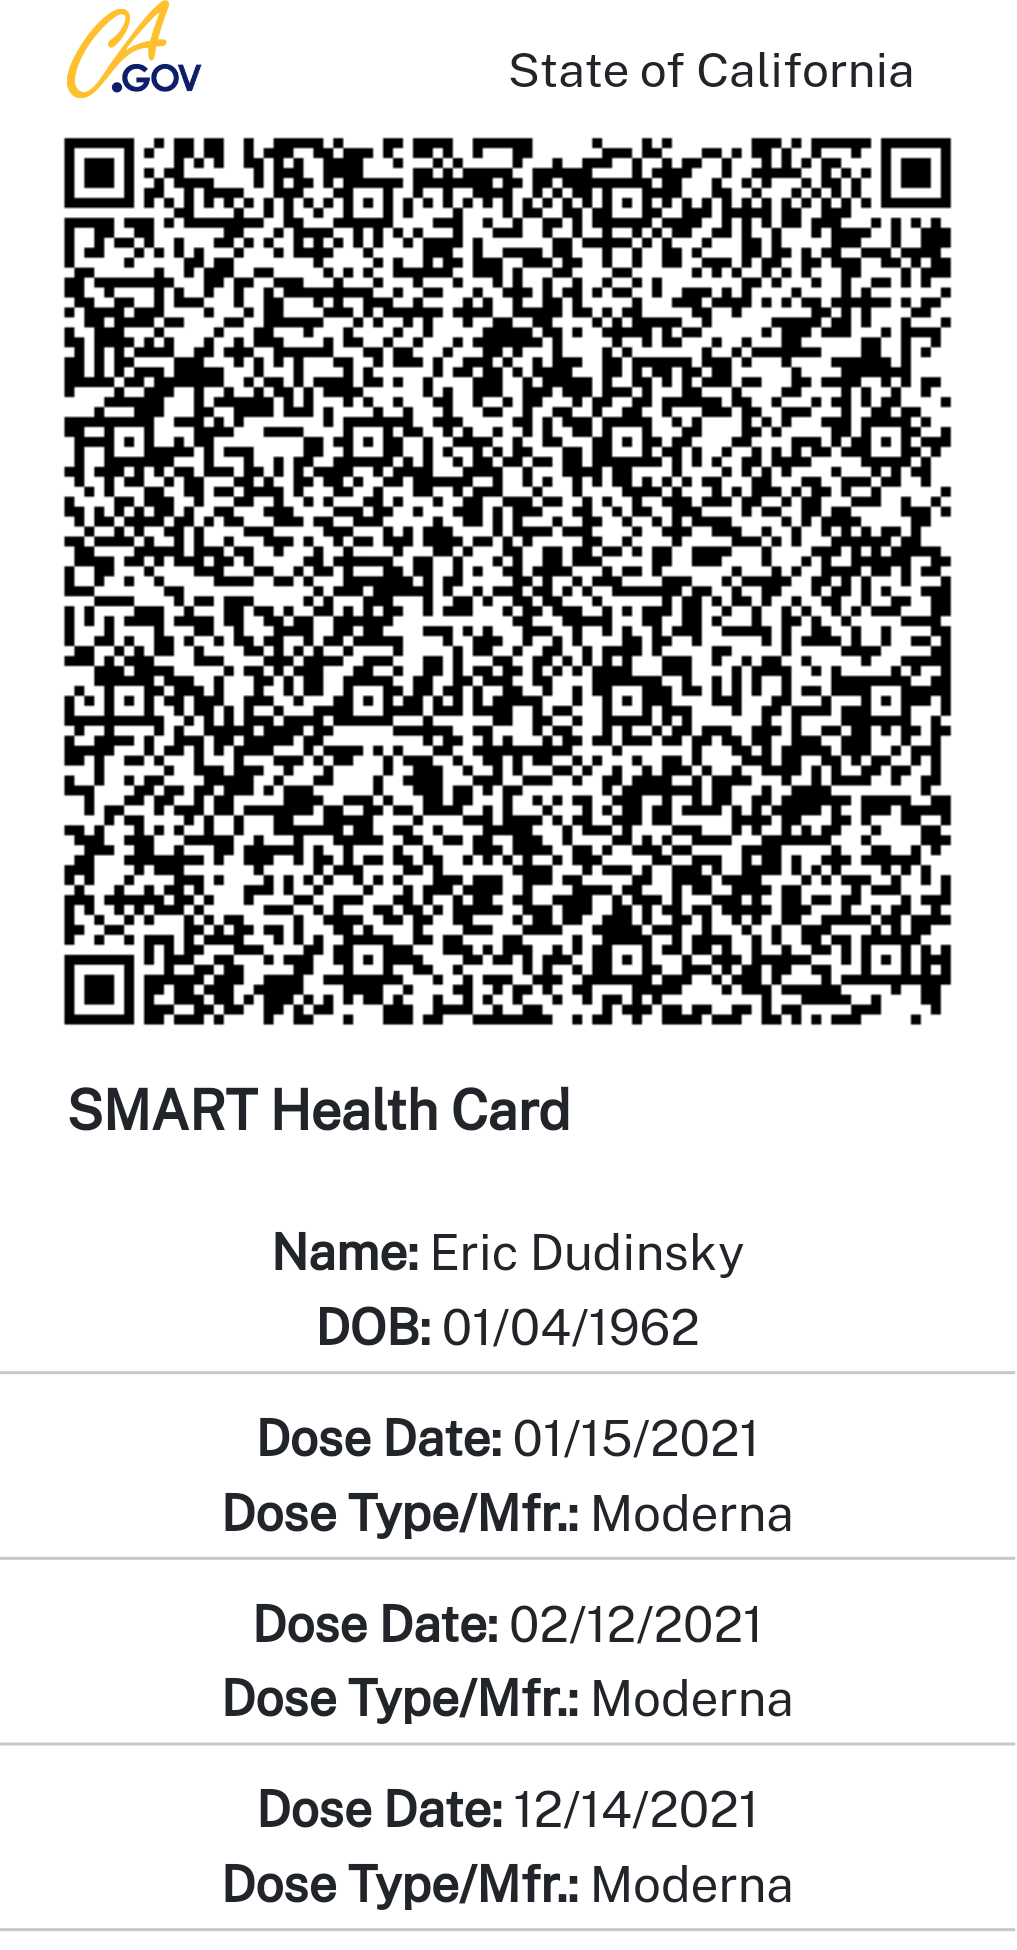 CA
.GOV
State of California
SMART Health Card
Name: Eric Dudinsky
DOB: 01/04/1962
Dose Date: 01/15/2021
Dose Type/Mfr.: Moderna
Dose Date: 02/12/2021
Dose Type/Mfr.: Moderna
Dose Date: 12/14/2021
Dose Type/Mfr.: Moderna